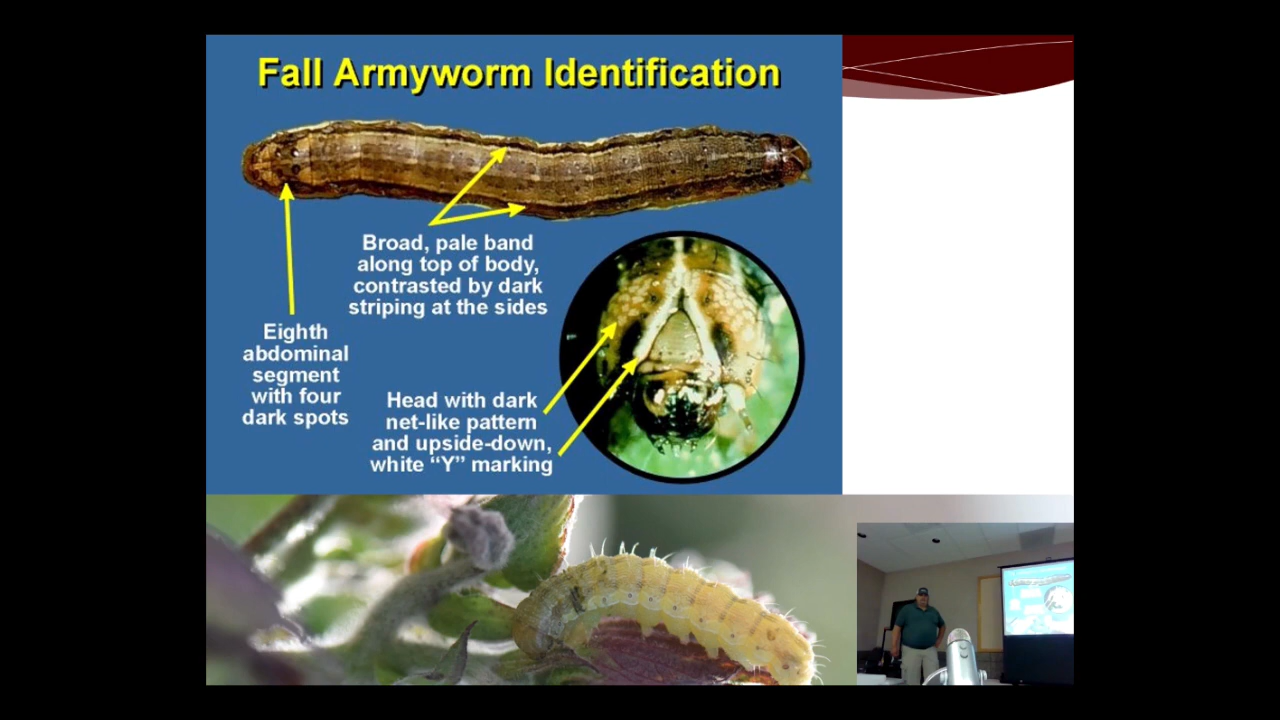 Fall Armyworm Identification
Broad, pale band
along top of body,
contrasted by dark
striping at the sides
Eighth
abdominal
segment
with four
dark spots
Head with dark
net-like pattern
and upside-down,
white “Y” marking